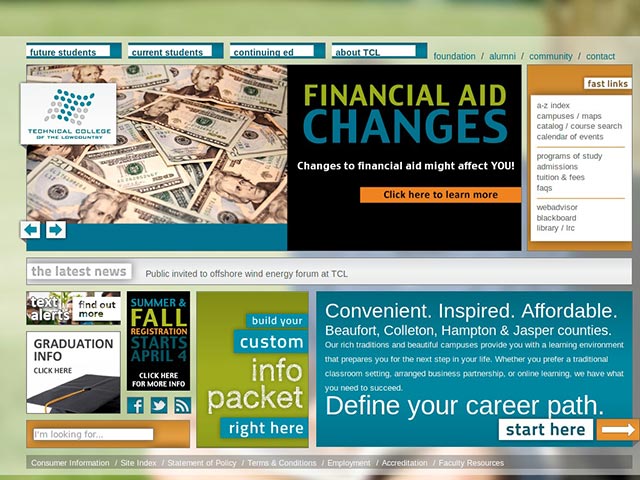 future students
current students
continuing ed
about TCL
foundation / alumni / community / contact
TECHNICAL COLLEGE
OF THE LOWCOUNTRY
FINANCIAL AID
CHANGES
Changes to financial aid might affect YOU!
Click here to learn more
fast links
a-z index
campuses / maps
catalog / course search
calendar of events
programs of study
admissions
tuition & fees
faqs
webadvisor
blackboard
library / lrc
the latest news
Public invited to offshore wind energy forum at TCL
text
alerts
find out
more
GRADUATION
INFO
CLICK HERE
SUMMER &
FALL
REGISTRATION
STARTS
APRIL 4
CLICK HERE
FOR MORE INFO
build your
custom
info
packet
right here
Convenient. Inspired. Affordable.
Beaufort, Colleton, Hampton & Jasper counties.
Our rich traditions and beautiful campuses provide you with a learning environment
that prepares you for the next step in your life. Whether you prefer a traditional
classroom setting, arranged business partnership, or online learning, we have what
you need to succeed.
Define your career path.
start here
I'm looking for...
Consumer Information / Site Index / Statement of Policy / Terms & Conditions / Employment / Accreditation / Faculty Resources